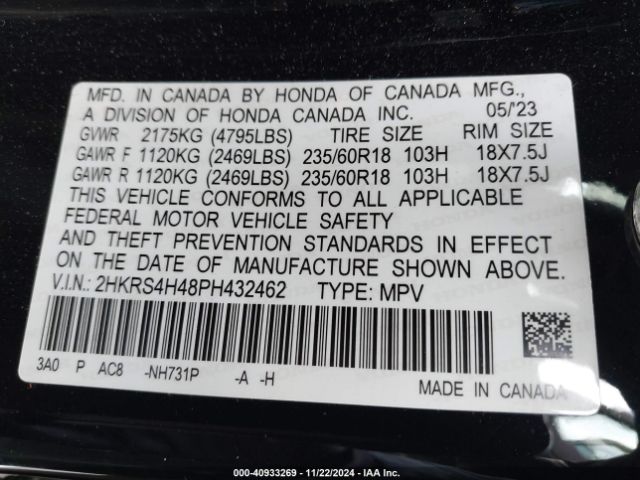 MFD. IN CANADA BY HONDA OF CANADA MFG.,
A DIVISION OF HONDA CANADA INC. 05/'23
GVWR 2175KG (4795LBS) TIRE SIZE RIM SIZE
GAWR F 1120KG (2469LBS) 235/60R18 103H 18X7.5J
GAWR R 1120KG (2469LBS) 235/60R18 103H 18X7.5J
THIS VEHICLE CONFORMS TO ALL APPLICABLE
FEDERAL MOTOR VEHICLE SAFETY
AND THEFT PREVENTION STANDARDS IN EFFECT
ON THE DATE OF MANUFACTURE SHOWN ABOVE.
V.I.N.: 2HKRS4H48PH432462 TYPE: MPV
3A0 P AC8 -NH731P -A -H
MADE IN CANADA
000-40933269 - 11/22/2024 - IAA Inc.